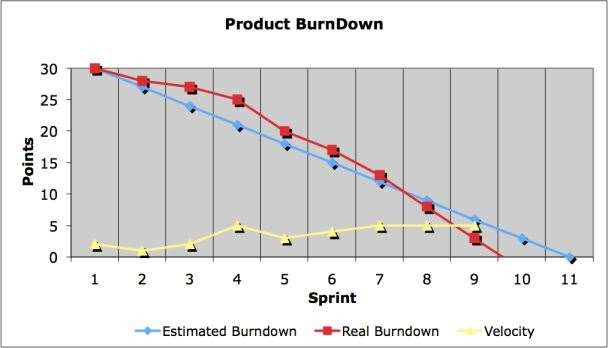 Product BurnDown
30
25
20
15
10
5
0
Points
1 2 3 4 5 6 7 8 9 10 11
Sprint
Estimated Burndown Real Burndown Velocity